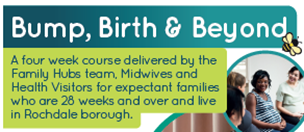 Bump, Birth & Beyond
A four week course delivered by the
Family Hubs team, Midwives and
Health Visitors for expectant families
who are 28 weeks and over and live
in Rochdale borough.